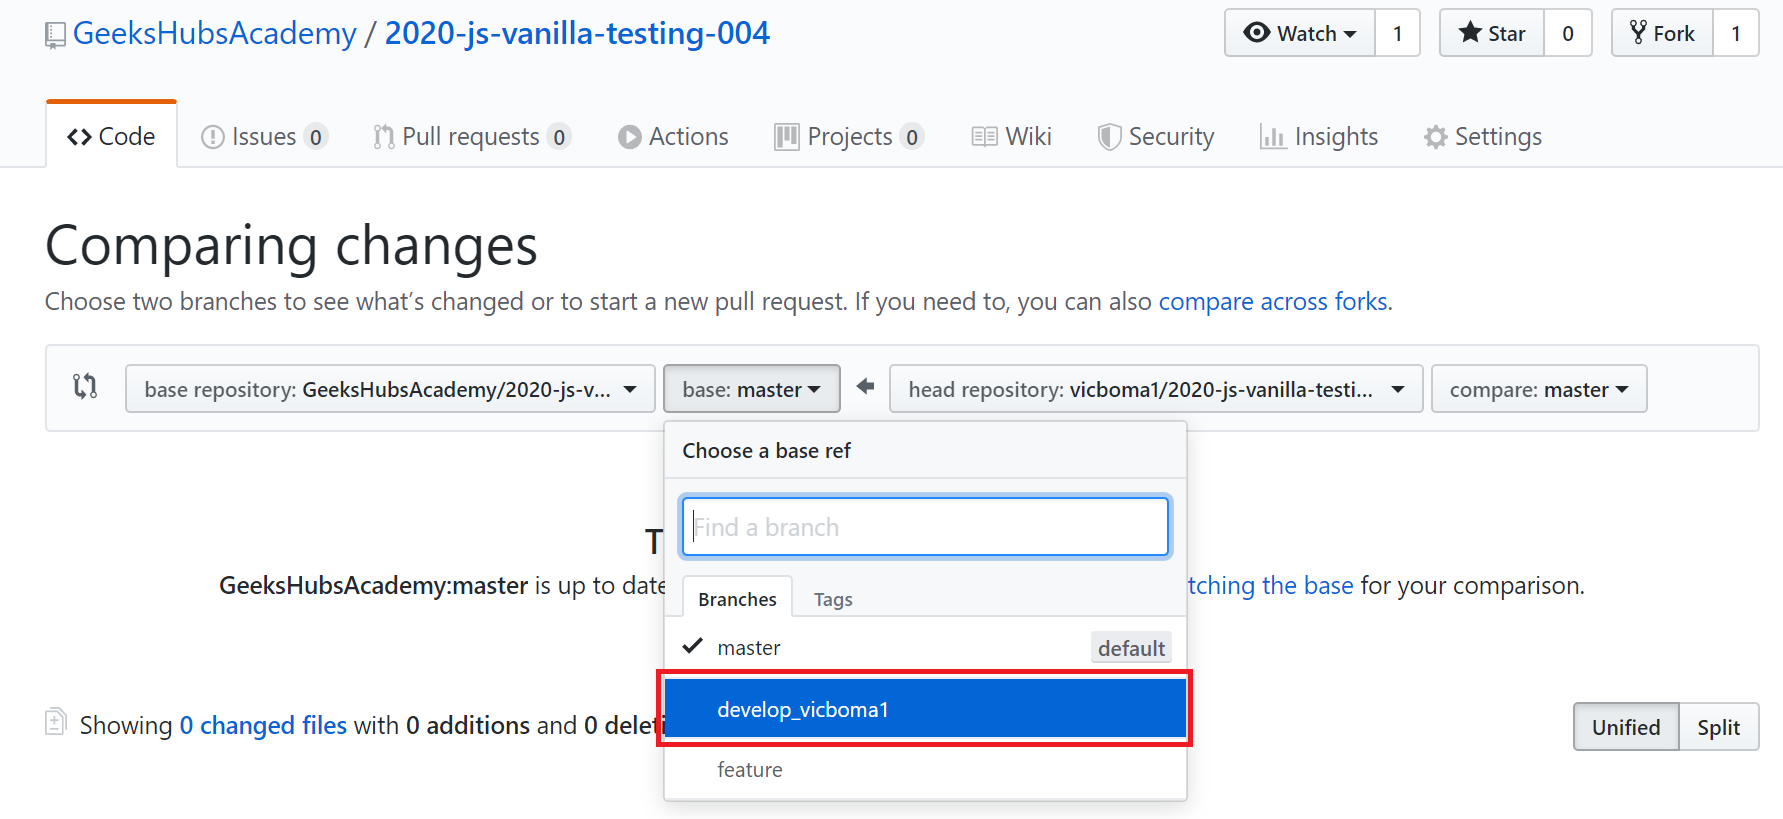 GeeksHubsAcademy / 2020-js-vanilla-testing-004
Watch 1 Star 0 Fork 1
Code Issues 0 Pull requests 0 Actions Projects 0 Wiki Security Insights Settings
Comparing changes
Choose two branches to see what’s changed or to start a new pull request. If you need to, you can also compare across forks.
base repository: GeeksHubsAcademy/2020-js-v... base: master head repository: vicboma1/2020-js-vanilla-testi... compare: master
Choose a base ref
Find a branch
T
GeeksHubsAcademy:master is up to date tching the base for your comparison.
Branches Tags
master default
develop_vicboma1
Showing 0 changed files with 0 additions and 0 deleti
Unified Split
feature